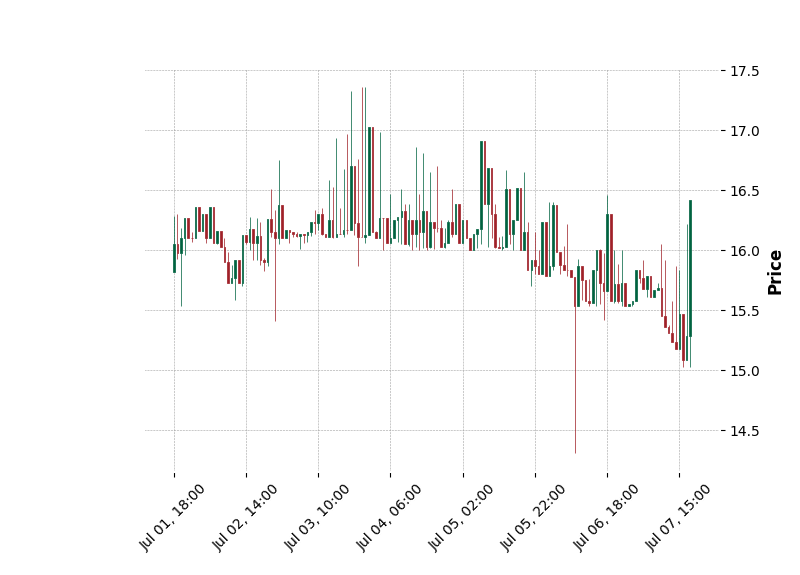 17.5
17.0
16.5
16.0
15.5
15.0
14.5
Price
Jul 01, 18:00
Jul 02, 14:00
Jul 03, 10:00
Jul 04, 06:00
Jul 05, 02:00
Jul 05, 22:00
Jul 06, 18:00
Jul 07, 15:00